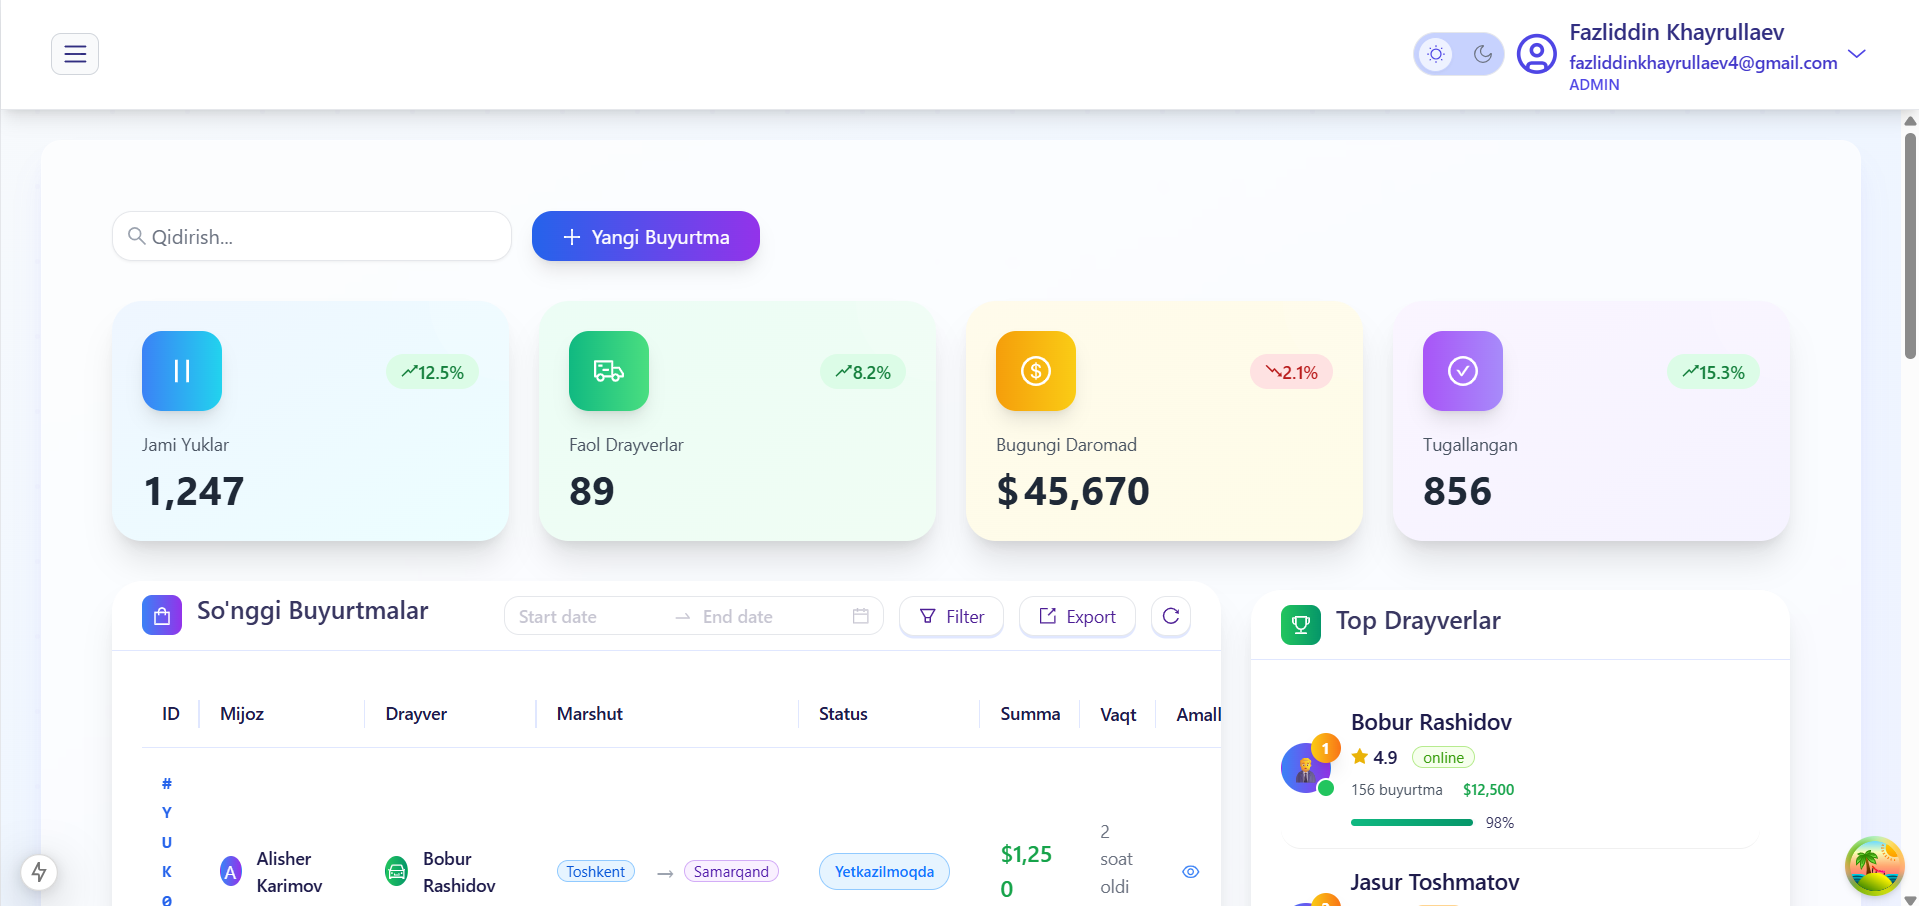 Fazliddin Khayrullaev
fazliddinkhayrullaev4@gmail.com
ADMIN
Qidirish...
Yangi Buyurtma
12.5%
Jami Yuklar
1,247
8.2%
Faol Drayverlar
89
2.1%
Bugungi Daromad
$ 45,670
15.3%
Tugallangan
856
So'nggi Buyurtmalar
Start date → End date
Filter
Export
ID Mijoz Drayver Marshut Status Summa Vaqt Amall
#
Y
U
K
0
A
Alisher
Karimov
Bobur
Rashidov
Toshkent → Samarqand
Yetkazilmoqda
$1,25
0
2
soat
oldi
Top Drayverlar
1
Bobur Rashidov
4.9 online
156 buyurtma $12,500
98%
Jasur Toshmatov